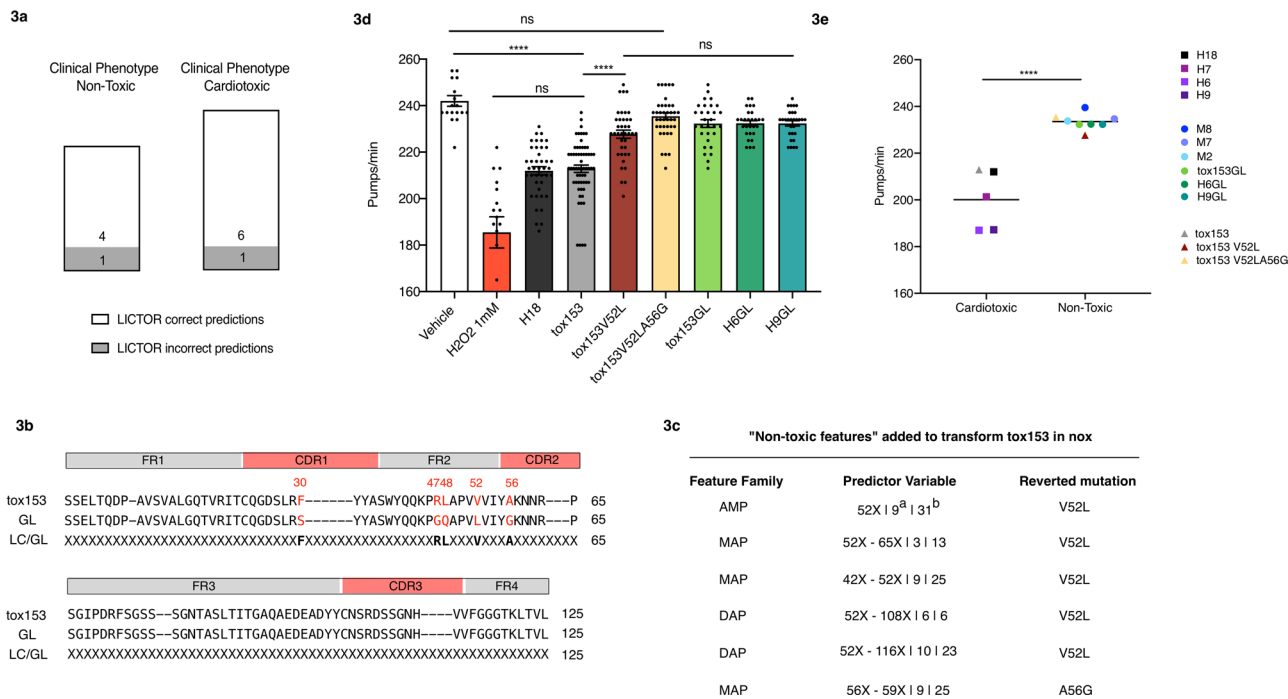 3a
Clinical Phenotype
Non-Toxic
Clinical Phenotype
Cardiotoxic
4
1
6
1
LICTOR correct predictions
LICTOR incorrect predictions
3d
ns
****
ns
****
ns
Pumps/min
260
240
220
200
180
160
Vehicle
H2O2 1mM
H18
tox153
tox153V52L
tox153V52LA56G
tox153GL
H6GL
H9GL
3e
****
Pumps/min
260
240
220
200
180
160
Cardiotoxic
Non-Toxic
H18
H7
H6
H9
M8
M7
M2
tox153GL
H6GL
H9GL
tox153
tox153 V52L
tox153 V52LA56G
3b
FR1 CDR1 FR2 CDR2
30 4748 52 56
tox153 SSELTQDP-AVSVALGQTVRITCQGDSLRF------YYASWYQQKPRLAPVVVIYAKNNR---P 65
GL SSELTQDP-AVSVALGQTVRITCQGDSLRS------YYASWYQQKPGQAPVLVIYGKNNR---P 65
LC/GL XXXXXXXXXXXXXXXXXXXXXXXXXXXXXFXXXXXXXXXXXXXXXXRLXXXVXXXAXXXXXXXX 65
FR3 CDR3 FR4
tox153 SGIPDRFSGSS--SGNTASLTITGAQAEDEADYYCNSRDSSGNH----VVFGGGTKLTVL 125
GL SGIPDRFSGSS--SGNTASLTITGAQAEDEADYYCNSRDSSGNH----VVFGGGTKLTVL 125
LC/GL XXXXXXXXXXXXXXXXXXXXXXXXXXXXXXXXXXXXXXXXXXXXXXXXXXXXXXXXXXXX 125
3c
"Non-toxic features" added to transform tox153 in nox
Feature Family Predictor Variable Reverted mutation
AMP 52X | 9a | 31b V52L
MAP 52X - 65X | 3 | 13 V52L
MAP 42X - 52X | 9 | 25 V52L
DAP 52X - 108X | 6 | 6 V52L
DAP 52X - 116X | 10 | 23 V52L
MAP 56X - 59X | 9 | 25 A56G